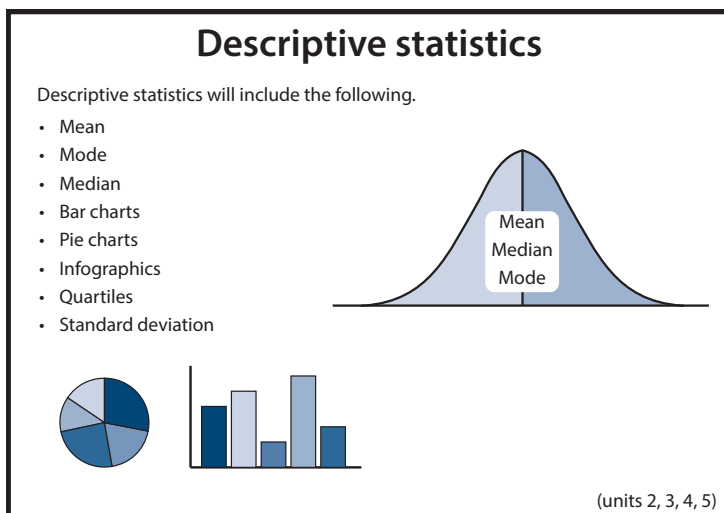 Descriptive statistics
Descriptive statistics will include the following.
• Mean
• Mode
• Median
• Bar charts
• Pie charts
• Infographics
• Quartiles
• Standard deviation
Mean
Median
Mode
(units 2, 3, 4, 5)